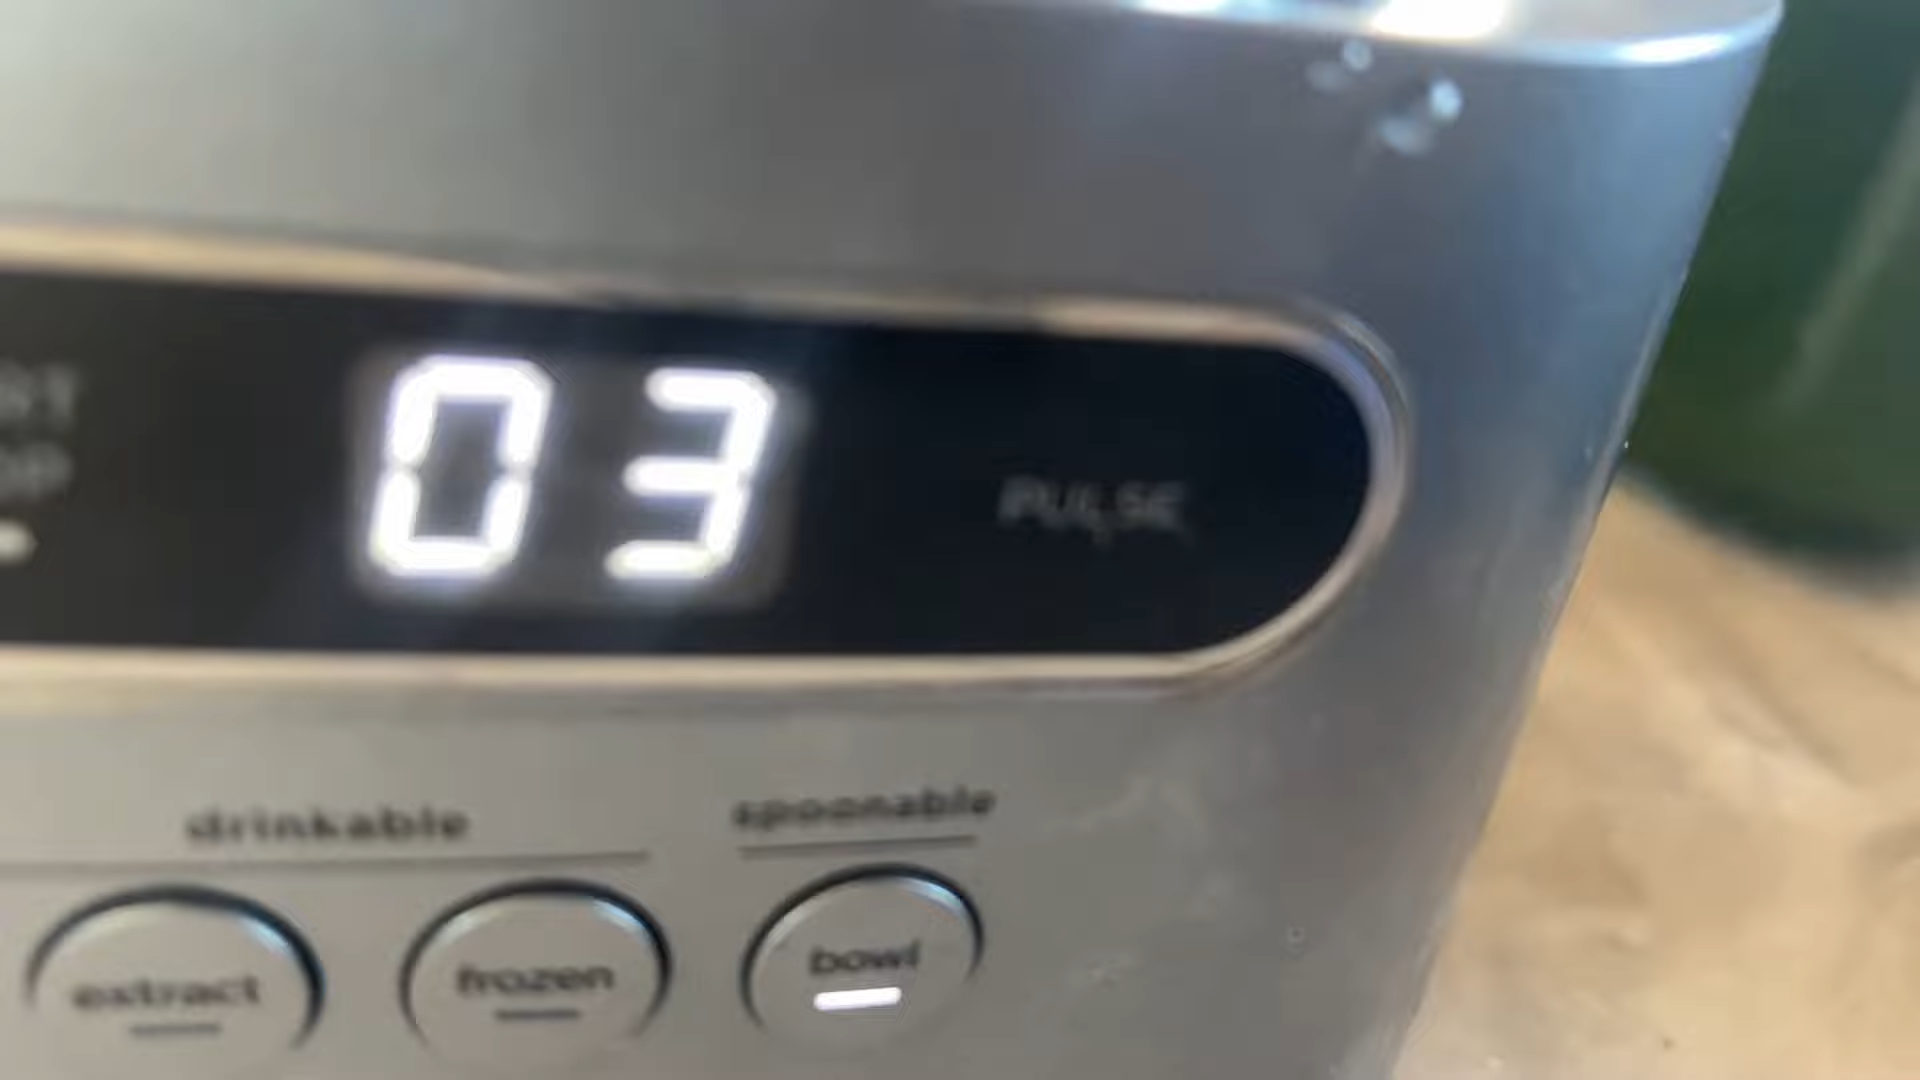 03
PULSE
drinkable
spoonable
extract
frozen
bowl